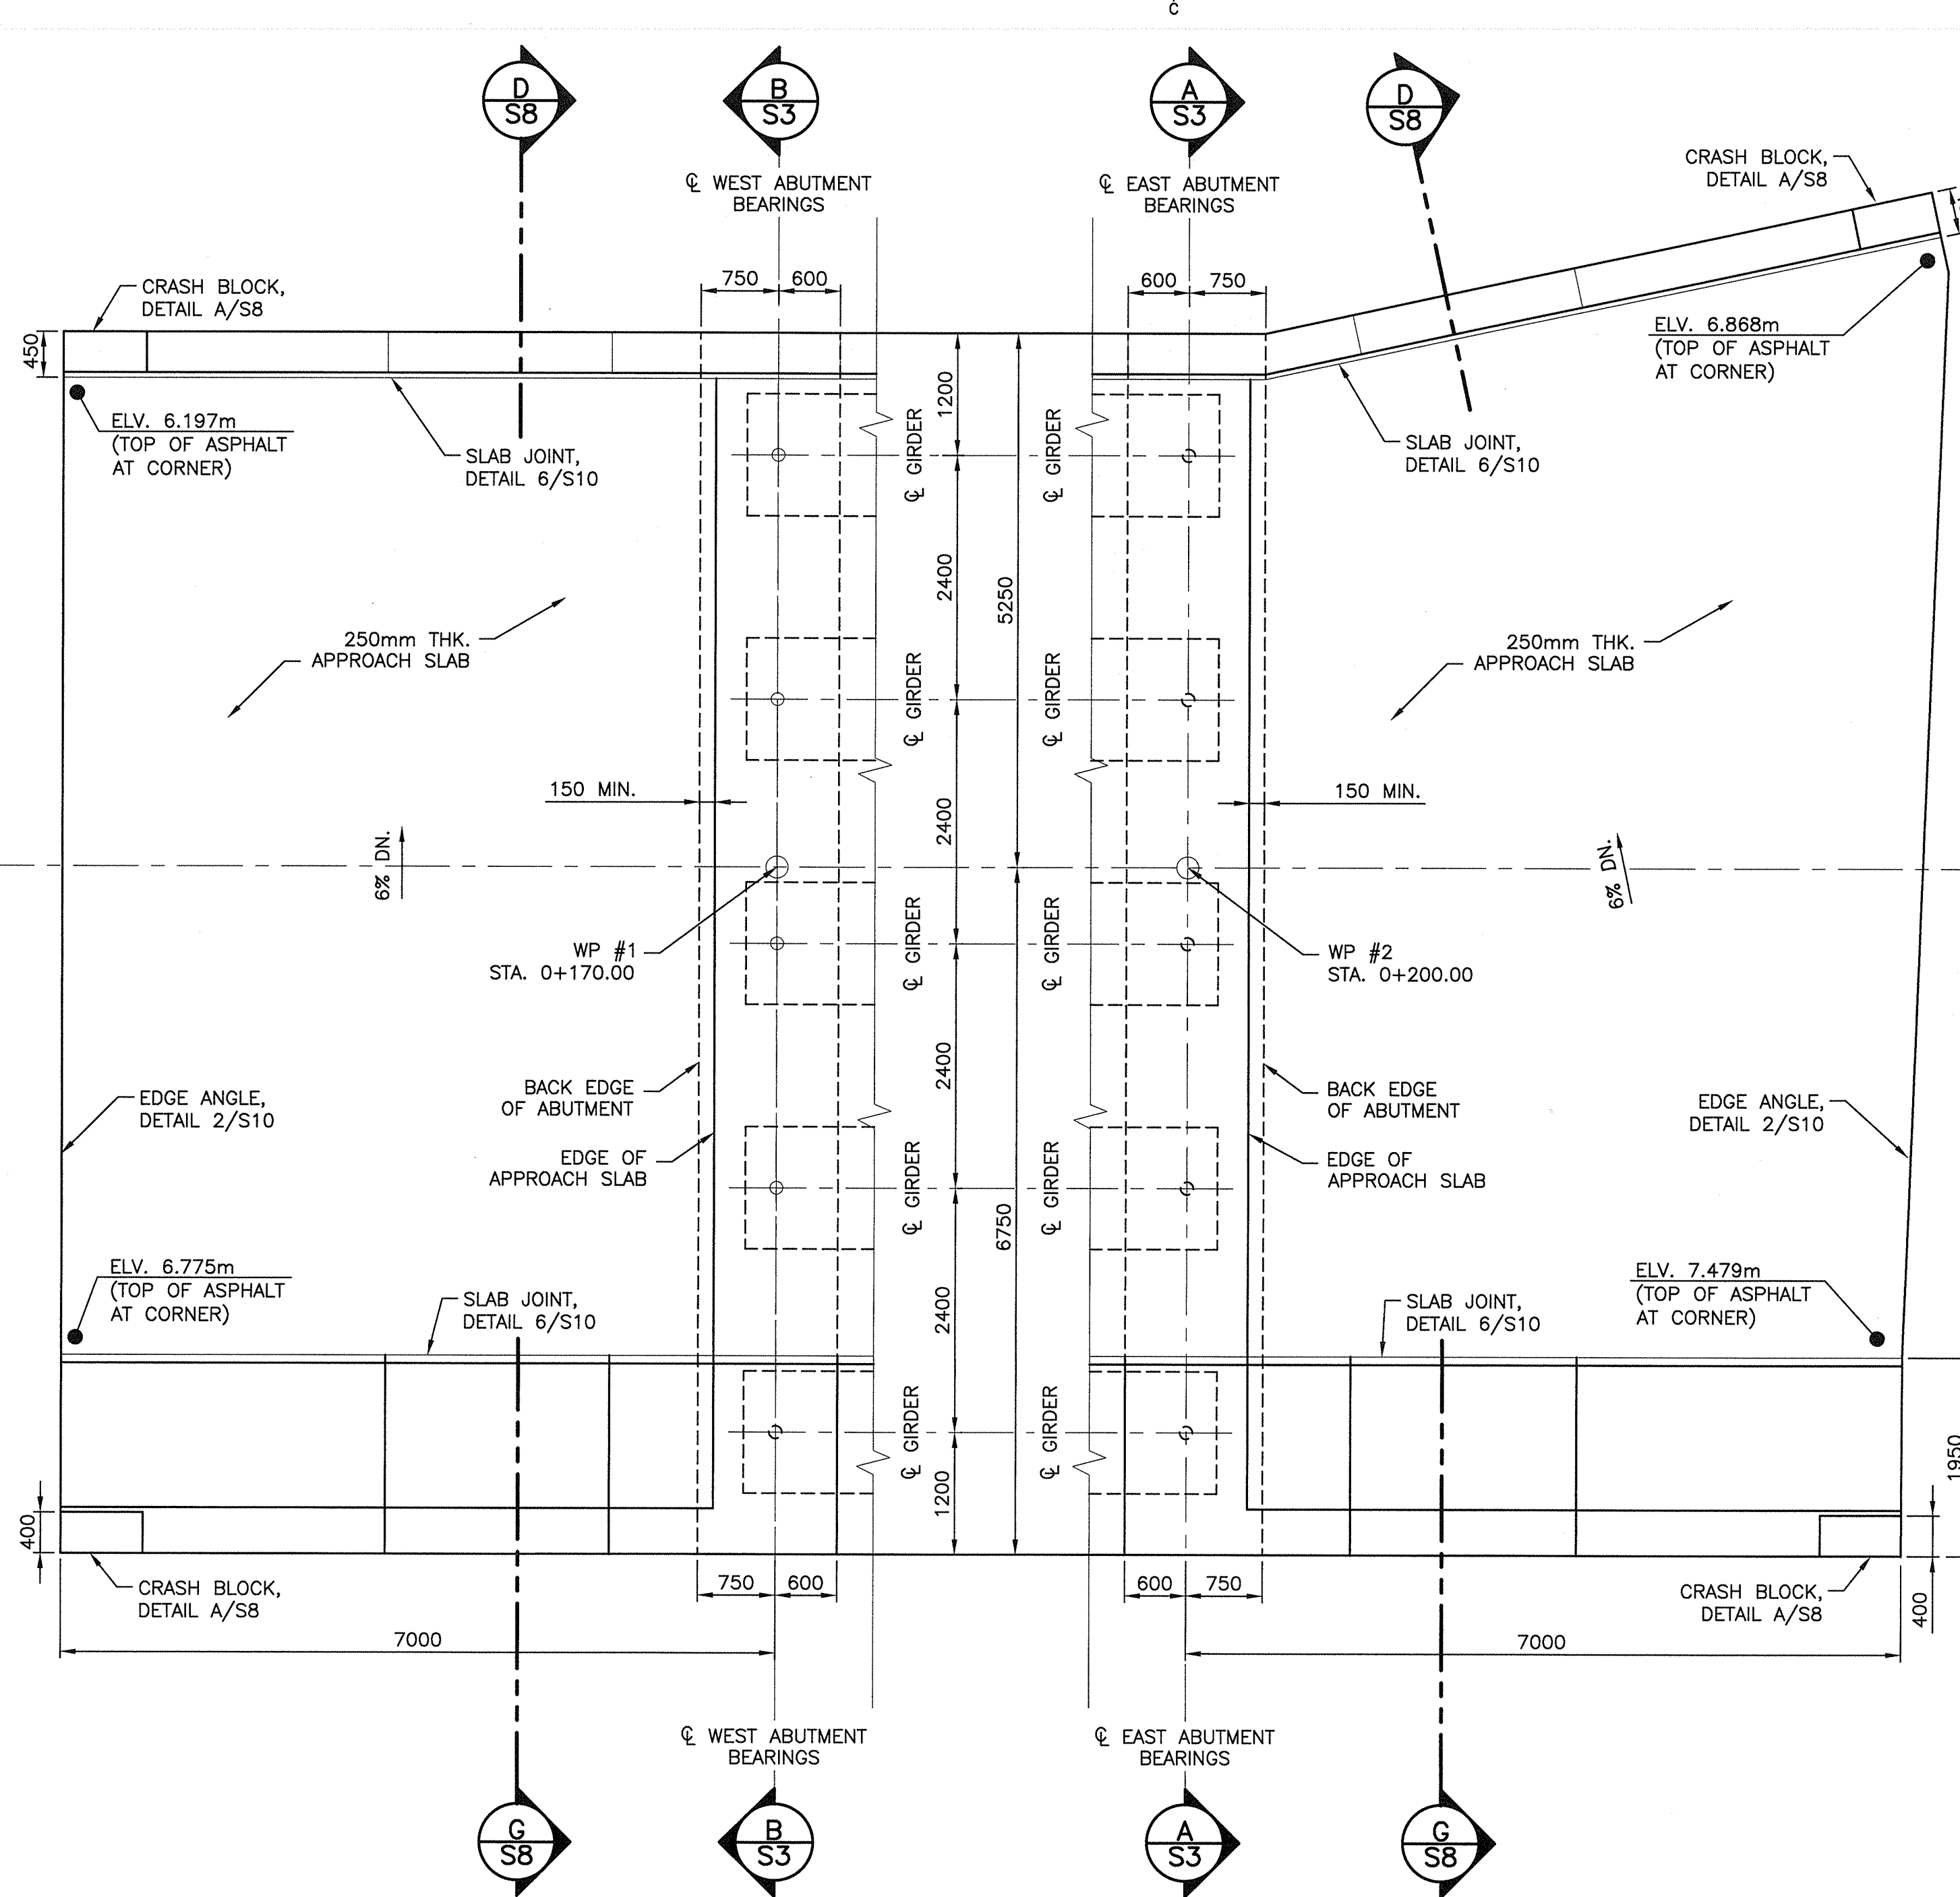 D
S8
B
S3
A
S3
D
S8
℄ WEST ABUTMENT
BEARINGS
℄ EAST ABUTMENT
BEARINGS
CRASH BLOCK,
DETAIL A/S8
CRASH BLOCK,
DETAIL A/S8
750
600
600
750
450
ELV. 6.197m
(TOP OF ASPHALT
AT CORNER)
SLAB JOINT,
DETAIL 6/S10
℄ GIRDER
1200
℄ GIRDER
SLAB JOINT,
DETAIL 6/S10
ELV. 6.868m
(TOP OF ASPHALT
AT CORNER)
250mm THK.
APPROACH SLAB
2400
5250
250mm THK.
APPROACH SLAB
℄ GIRDER
℄ GIRDER
150 MIN.
2400
150 MIN.
6% DN.
6% DN.
WP #1
STA. 0+170.00
℄ GIRDER
℄ GIRDER
WP #2
STA. 0+200.00
2400
EDGE ANGLE,
DETAIL 2/S10
BACK EDGE
OF ABUTMENT
BACK EDGE
OF ABUTMENT
EDGE ANGLE,
DETAIL 2/S10
EDGE OF
APPROACH SLAB
℄ GIRDER
℄ GIRDER
EDGE OF
APPROACH SLAB
6750
2400
ELV. 6.775m
(TOP OF ASPHALT
AT CORNER)
SLAB JOINT,
DETAIL 6/S10
SLAB JOINT,
DETAIL 6/S10
ELV. 7.479m
(TOP OF ASPHALT
AT CORNER)
℄ GIRDER
℄ GIRDER
1200
1950
400
400
CRASH BLOCK,
DETAIL A/S8
750
600
600
750
CRASH BLOCK,
DETAIL A/S8
7000
7000
℄ WEST ABUTMENT
BEARINGS
℄ EAST ABUTMENT
BEARINGS
G
S8
B
S3
A
S3
G
S8